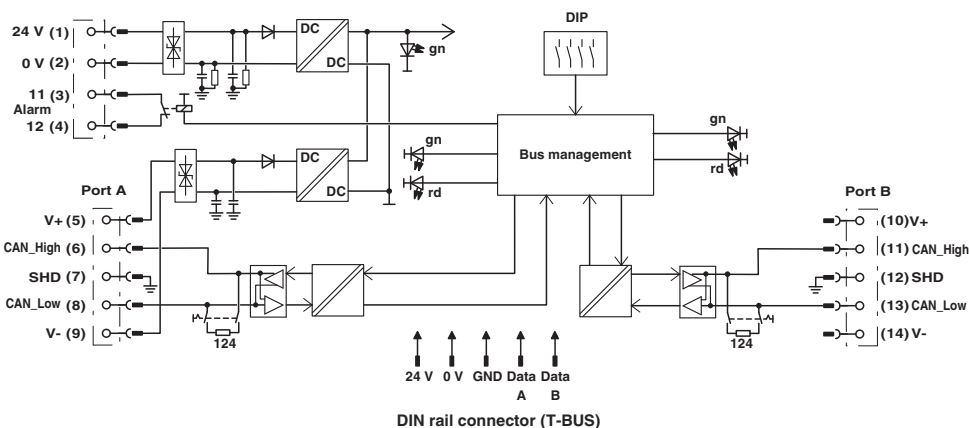 24 V (1)
0 V (2)
11 (3)
Alarm
12 (4)
DC
DC
gn
DIP
DC
DC
gn
rd
Bus management
gn
rd
Port A
V+ (5)
CAN_High (6)
SHD (7)
CAN_Low (8)
V- (9)
124
Port B
(10) V+
(11) CAN_High
(12) SHD
(13) CAN_Low
(14) V-
124
24 V 0 V GND Data Data
A B
DIN rail connector (T-BUS)